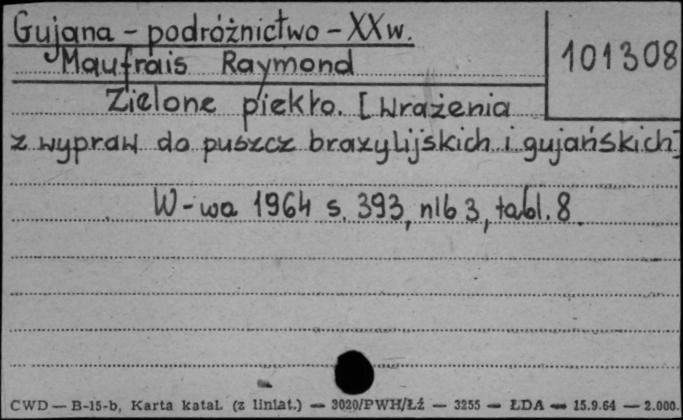 Gujana - podróżnictwo - XX w.
101308
Maufrais Raymond
Zielone piekło. [Wrażenia
z wypraw do puszcz brazylijskich i gujańskich]
W-wa 1964 s. 393, nlb 3, tabl. 8.
CWD — B-15-b, Karta katal. (z liniat.) — 3020/PWH/Łź — 3255 — ŁDA — 15.9.64 — 2.000.